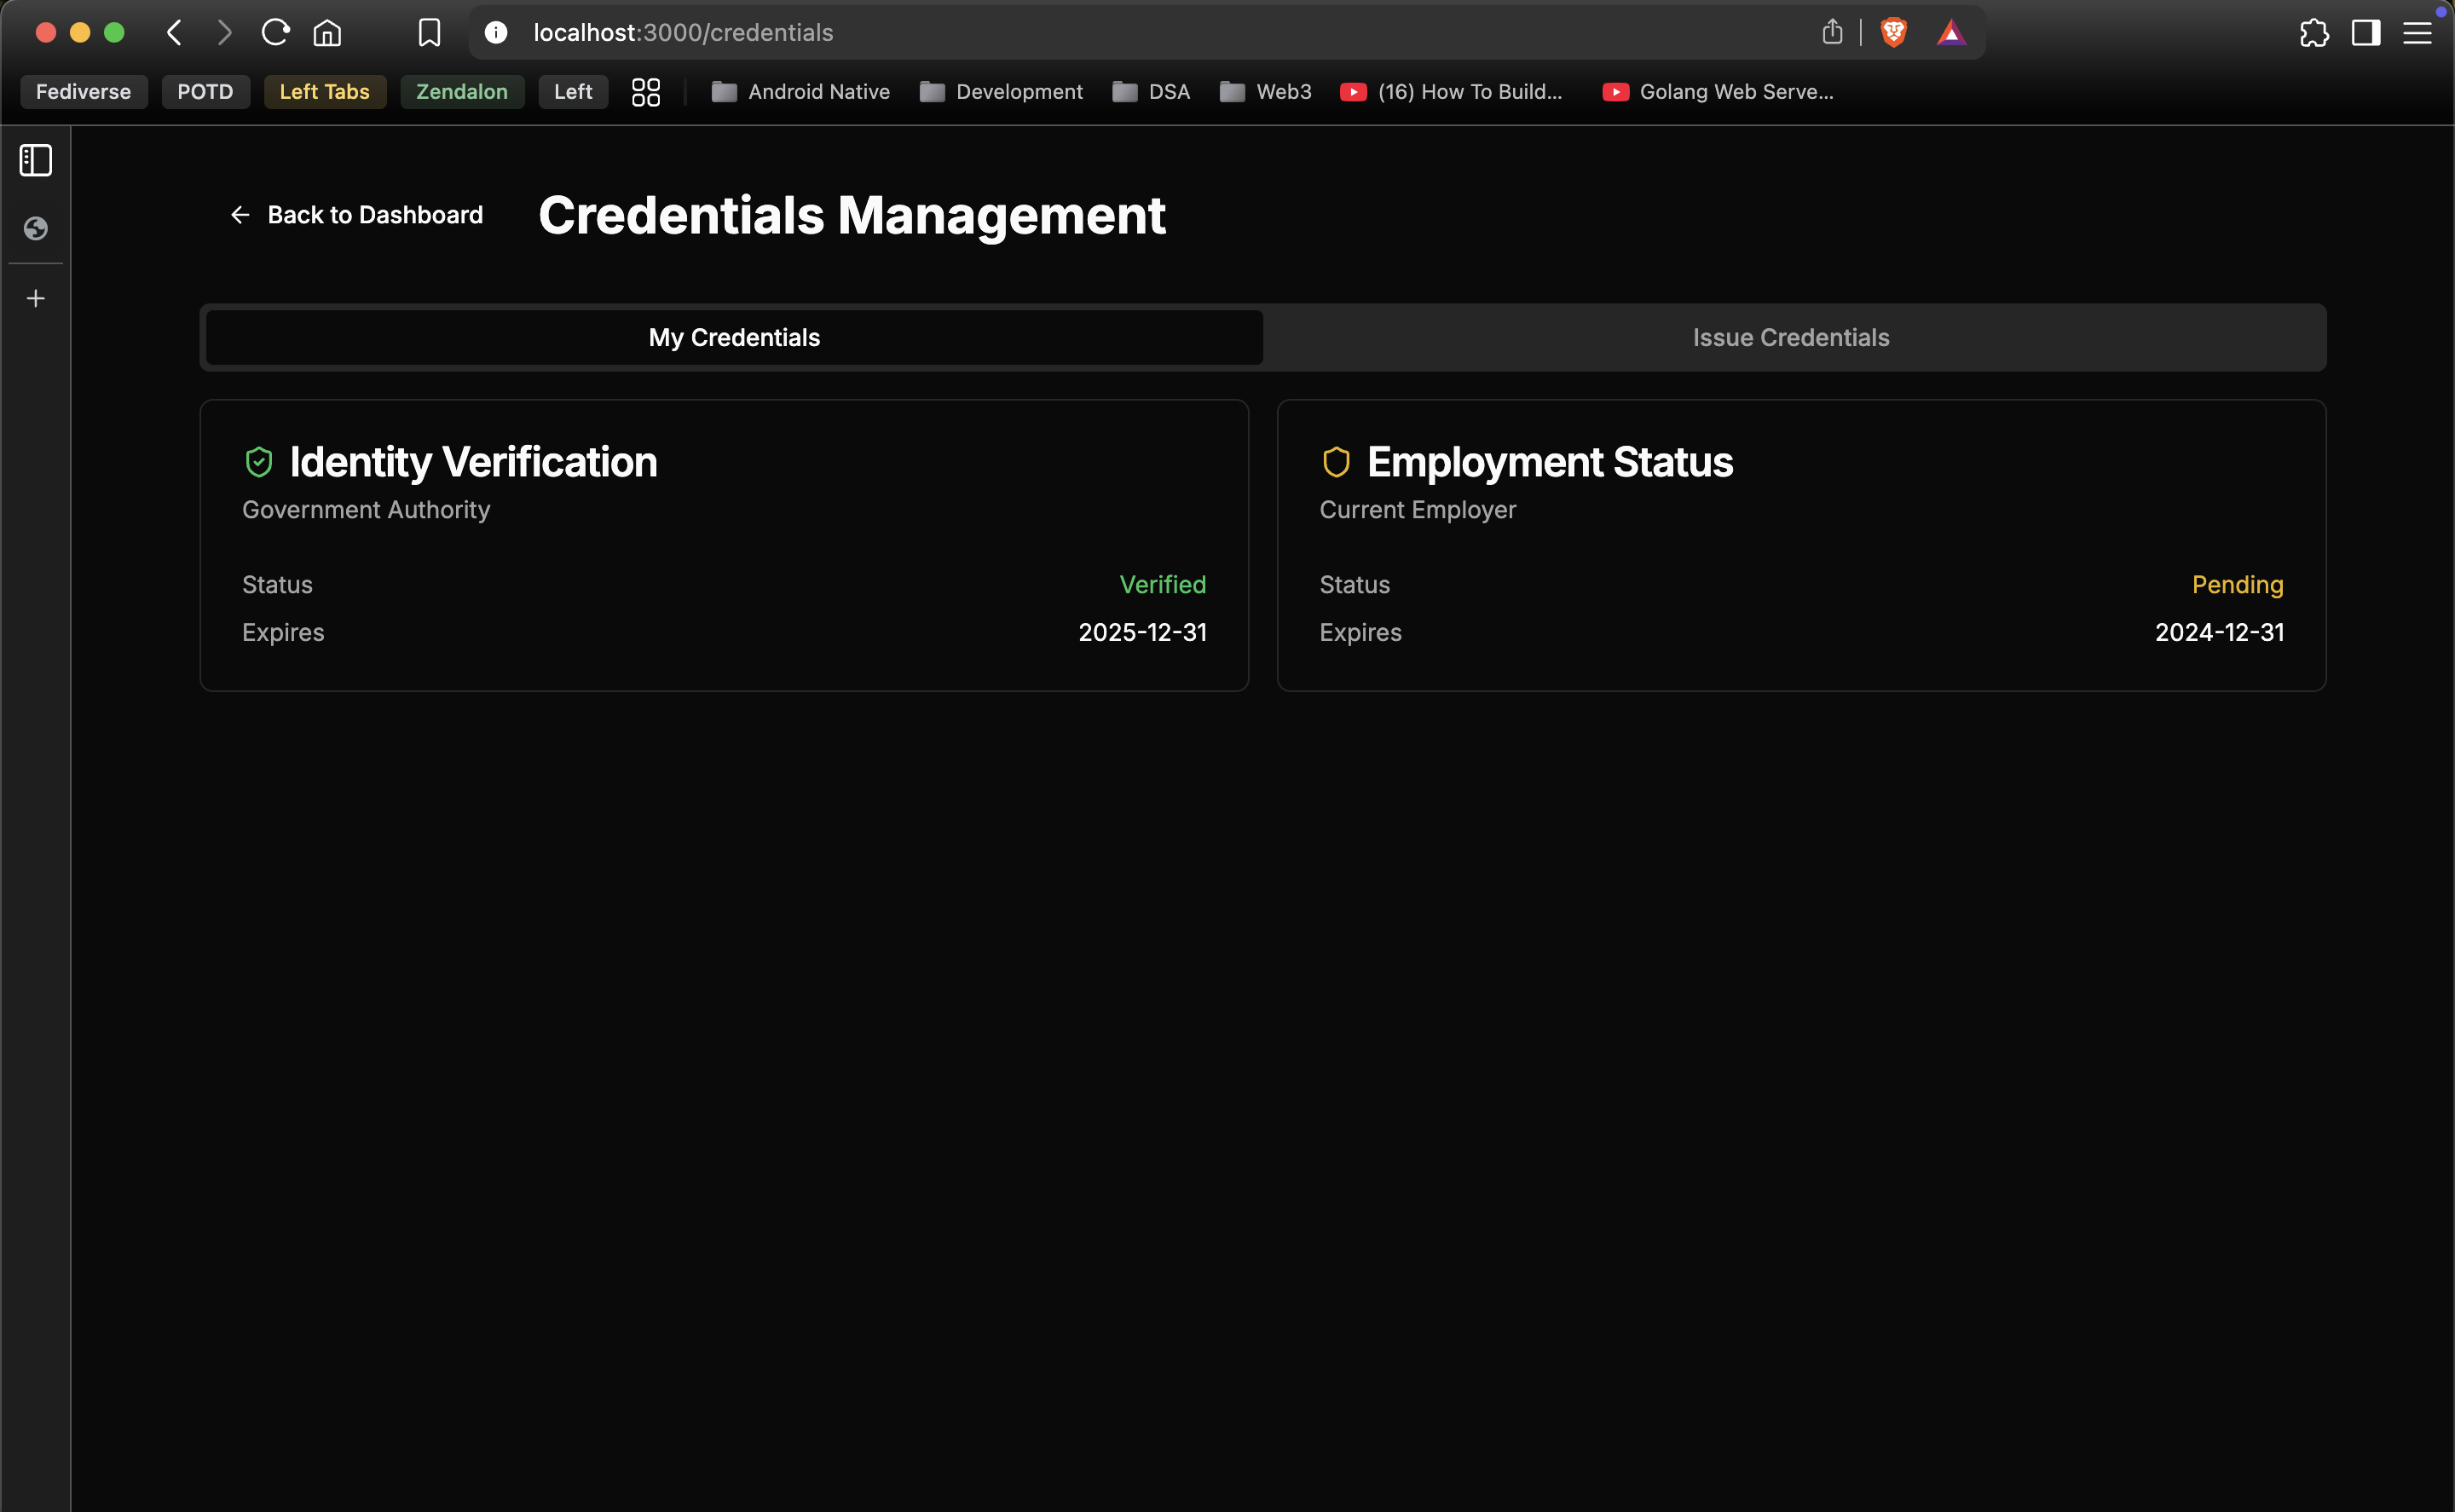 localhost:3000/credentials
Fediverse POTD Left Tabs Zendalon Left Android Native Development DSA Web3 (16) How To Build... Golang Web Serve...
Back to Dashboard Credentials Management
My Credentials Issue Credentials
Identity Verification
Government Authority
Status Verified
Expires 2025-12-31
Employment Status
Current Employer
Status Pending
Expires 2024-12-31